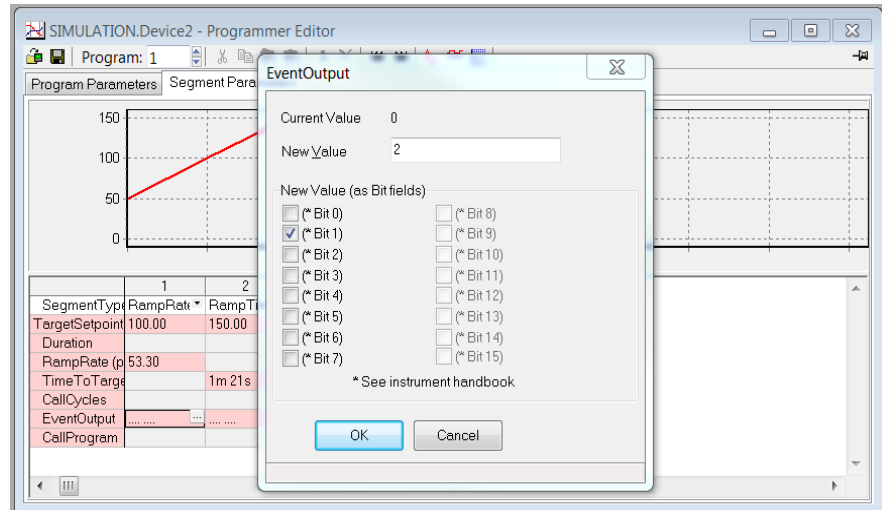 SIMULATION.Device2 - Programmer Editor
Program: 1
Program Parameters Segment Para
150
100
50
0
1 2
SegmentType RampRate RampTi
TargetSetpoint 100.00 150.00
Duration
RampRate (p 53.30
TimeToTarge 1m 21s
CallCycles
EventOutput .... .... ... .... ....
CallProgram
EventOutput
Current Value 0
New Value 2
New Value (as Bit fields)
(* Bit 0) (* Bit 8)
(* Bit 1) (* Bit 9)
(* Bit 2) (* Bit 10)
(* Bit 3) (* Bit 11)
(* Bit 4) (* Bit 12)
(* Bit 5) (* Bit 13)
(* Bit 6) (* Bit 14)
(* Bit 7) (* Bit 15)
* See instrument handbook
OK Cancel